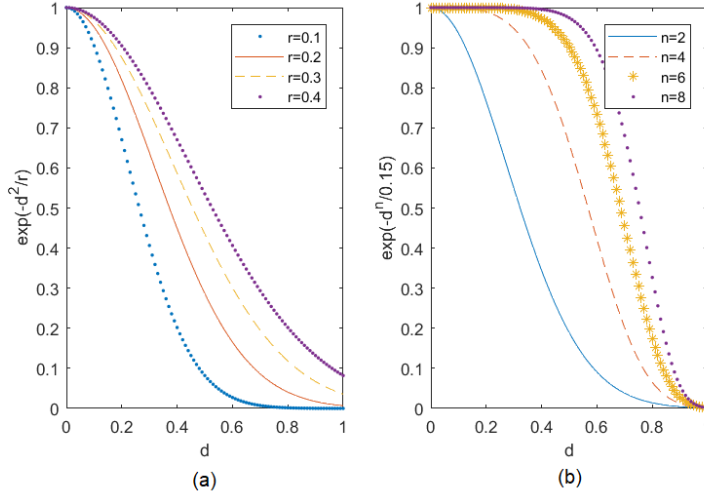 1
0.9
0.8
0.7
0.6
0.5
0.4
0.3
0.2
0.1
0
exp(-d²/r)
0 0.2 0.4 0.6 0.8 1
d
r=0.1
r=0.2
r=0.3
r=0.4
(a)
1
0.9
0.8
0.7
0.6
0.5
0.4
0.3
0.2
0.1
0
exp(-dⁿ/0.15)
0 0.2 0.4 0.6 0.8
d
n=2
n=4
n=6
n=8
(b)